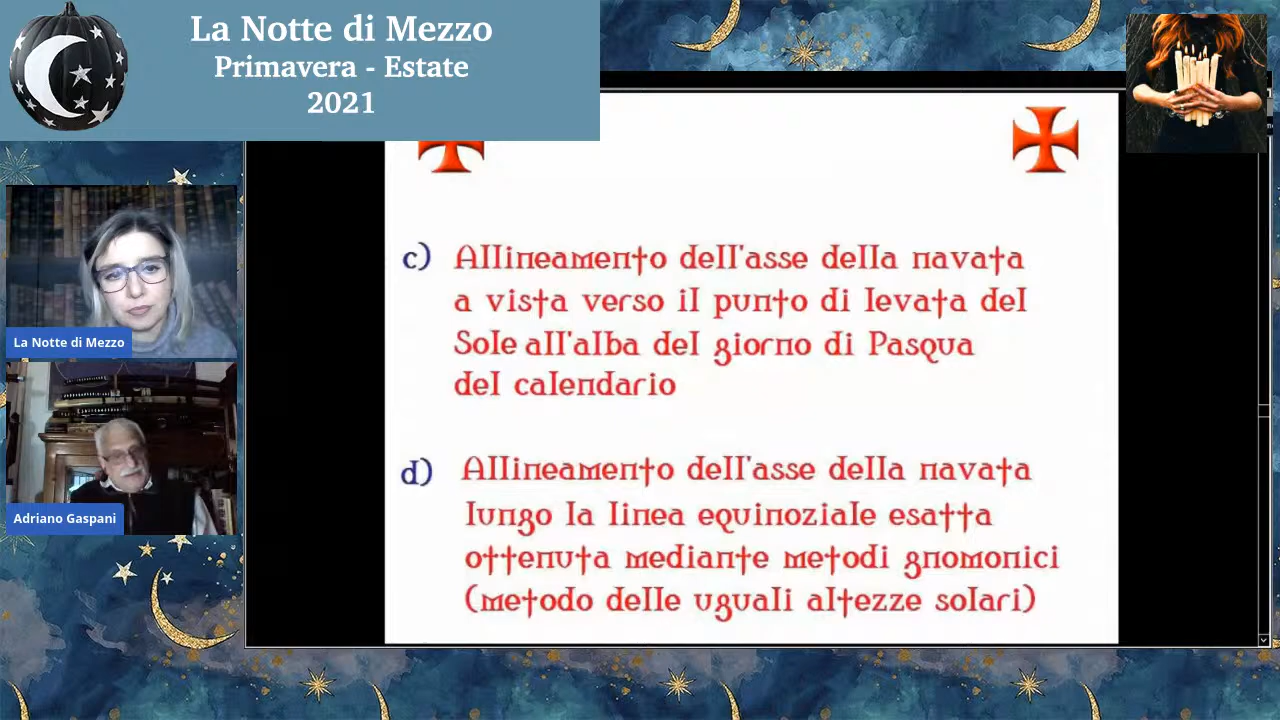 La Notte di Mezzo
Primavera - Estate
2021
La Notte di Mezzo
Adriano Gaspani
c) Allineamento dell'asse della navata
a vista verso il punto di levata del
Sole all'alba del giorno di Pasqua
del calendario
d) Allineamento dell'asse della navata
lungo la linea equinoziale esatta
ottenuta mediante metodi gnomonici
(metodo delle uguali altezze solari)